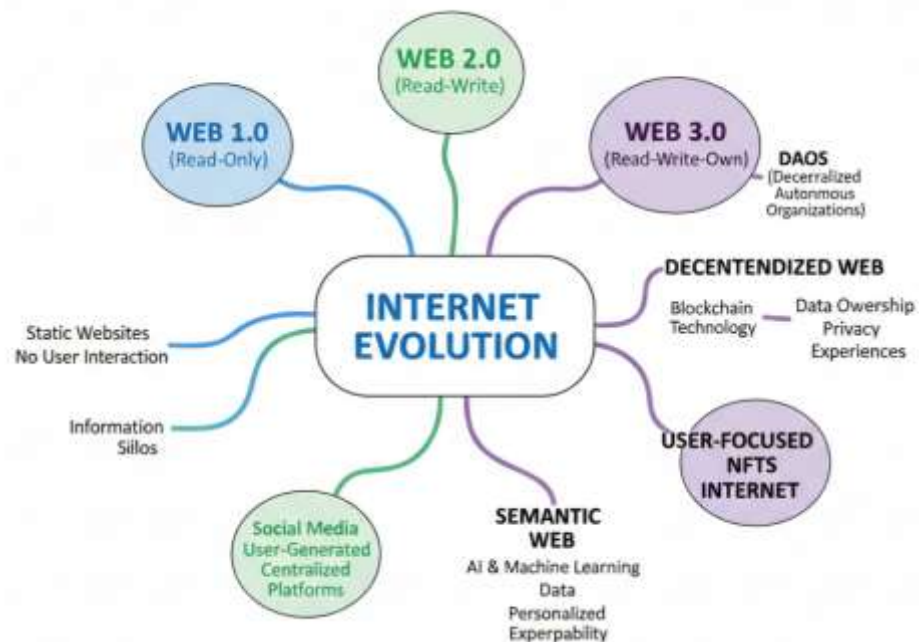 WEB 2.0
(Read-Write)
WEB 1.0
(Read-Only)
WEB 3.0
(Read-Write-Own)
DAOS
(Decerralized
Autonmous
Organizations)
INTERNET
EVOLUTION
DECENTENDIZED WEB
Blockchain
Technology
Data Owership
Privacy
Experiences
Static Websites
No User Interaction
Information
Sillos
USER-FOCUSED
NFTS
INTERNET
Social Media
User-Generated
Centralized
Platforms
SEMANTIC
WEB
AI & Machine Learning
Data
Personalized
Experpability